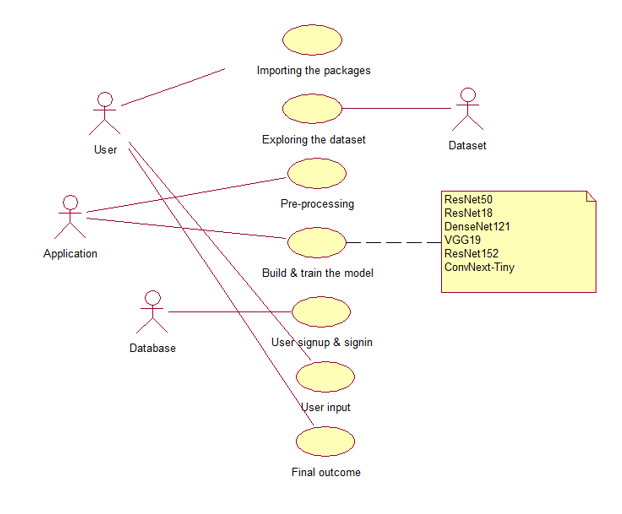 Importing the packages
User
Exploring the dataset
Dataset
Pre-processing
ResNet50
ResNet18
DenseNet121
VGG19
ResNet152
ConvNext-Tiny
Application
Build & train the model
Database
User signup & signin
User input
Final outcome